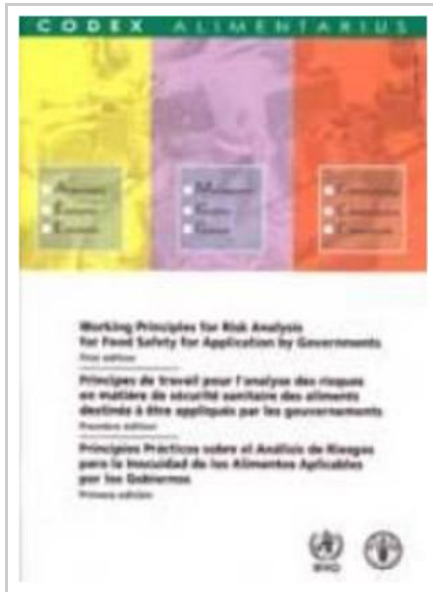 CODEX ALIMENTARIUS
Working Principles for Risk Analysis
for Food Safety for Application by Governments
First edition
Principes de travail pour l'analyse des risques
en matière de sécurité sanitaire des aliments
destinés à être appliqués par les gouvernements
Première édition
Principios Prácticos sobre el Análisis de Riesgos
para la Inocuidad de los Alimentos Aplicables
por los Gobiernos
Primera edición
WHO